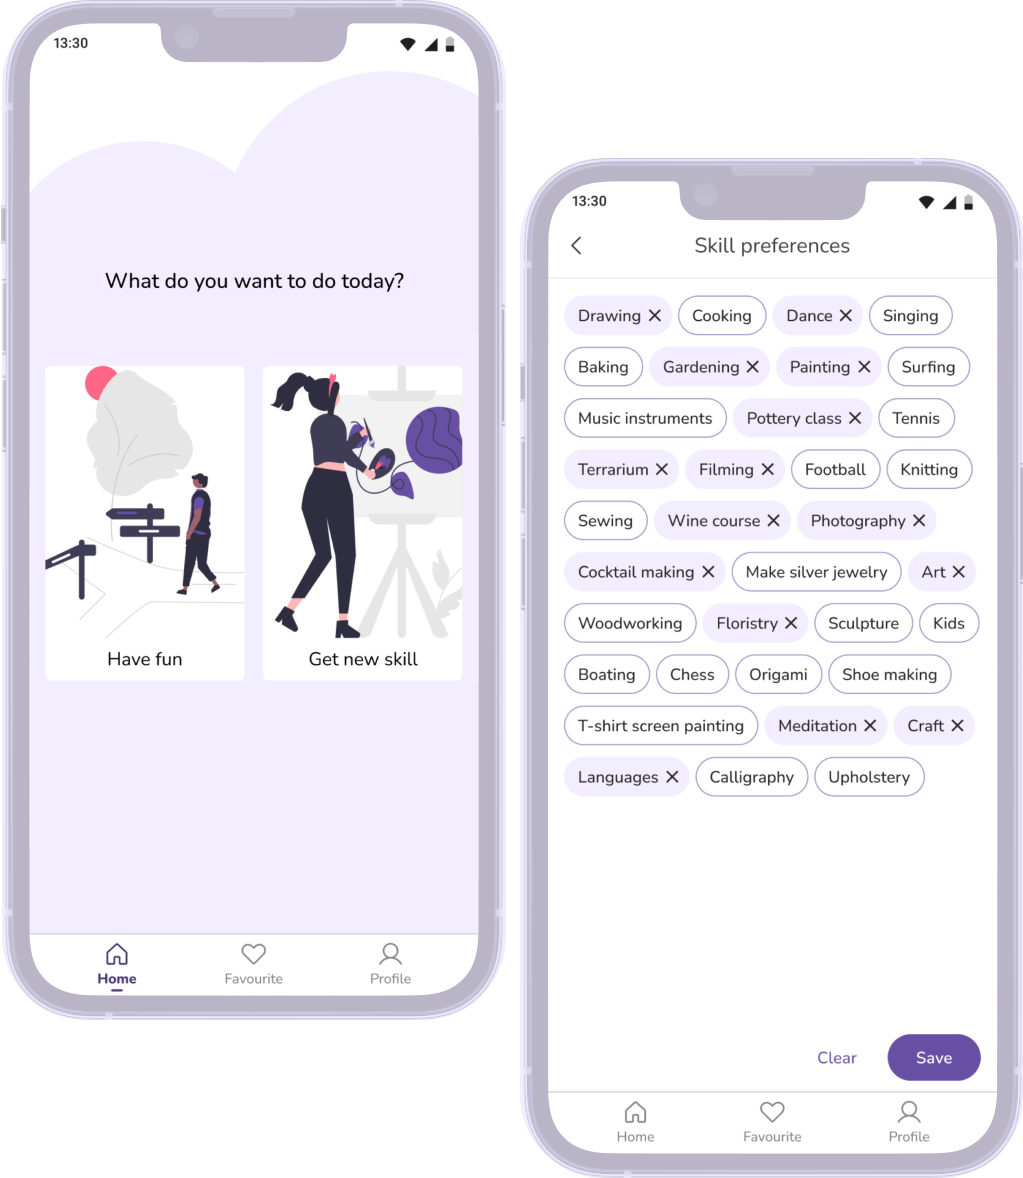 13:30
What do you want to do today?
Have fun
Get new skill
Home
Favourite
Profile
13:30
Skill preferences
Drawing Cooking Dance Singing
Baking Gardening Painting Surfing
Music instruments Pottery class Tennis
Terrarium Filming Football Knitting
Sewing Wine course Photography
Cocktail making Make silver jewelry Art
Woodworking Floristry Sculpture Kids
Boating Chess Origami Shoe making
T-shirt screen painting Meditation Craft
Languages Calligraphy Upholstery
Clear Save
Home
Favourite
Profile